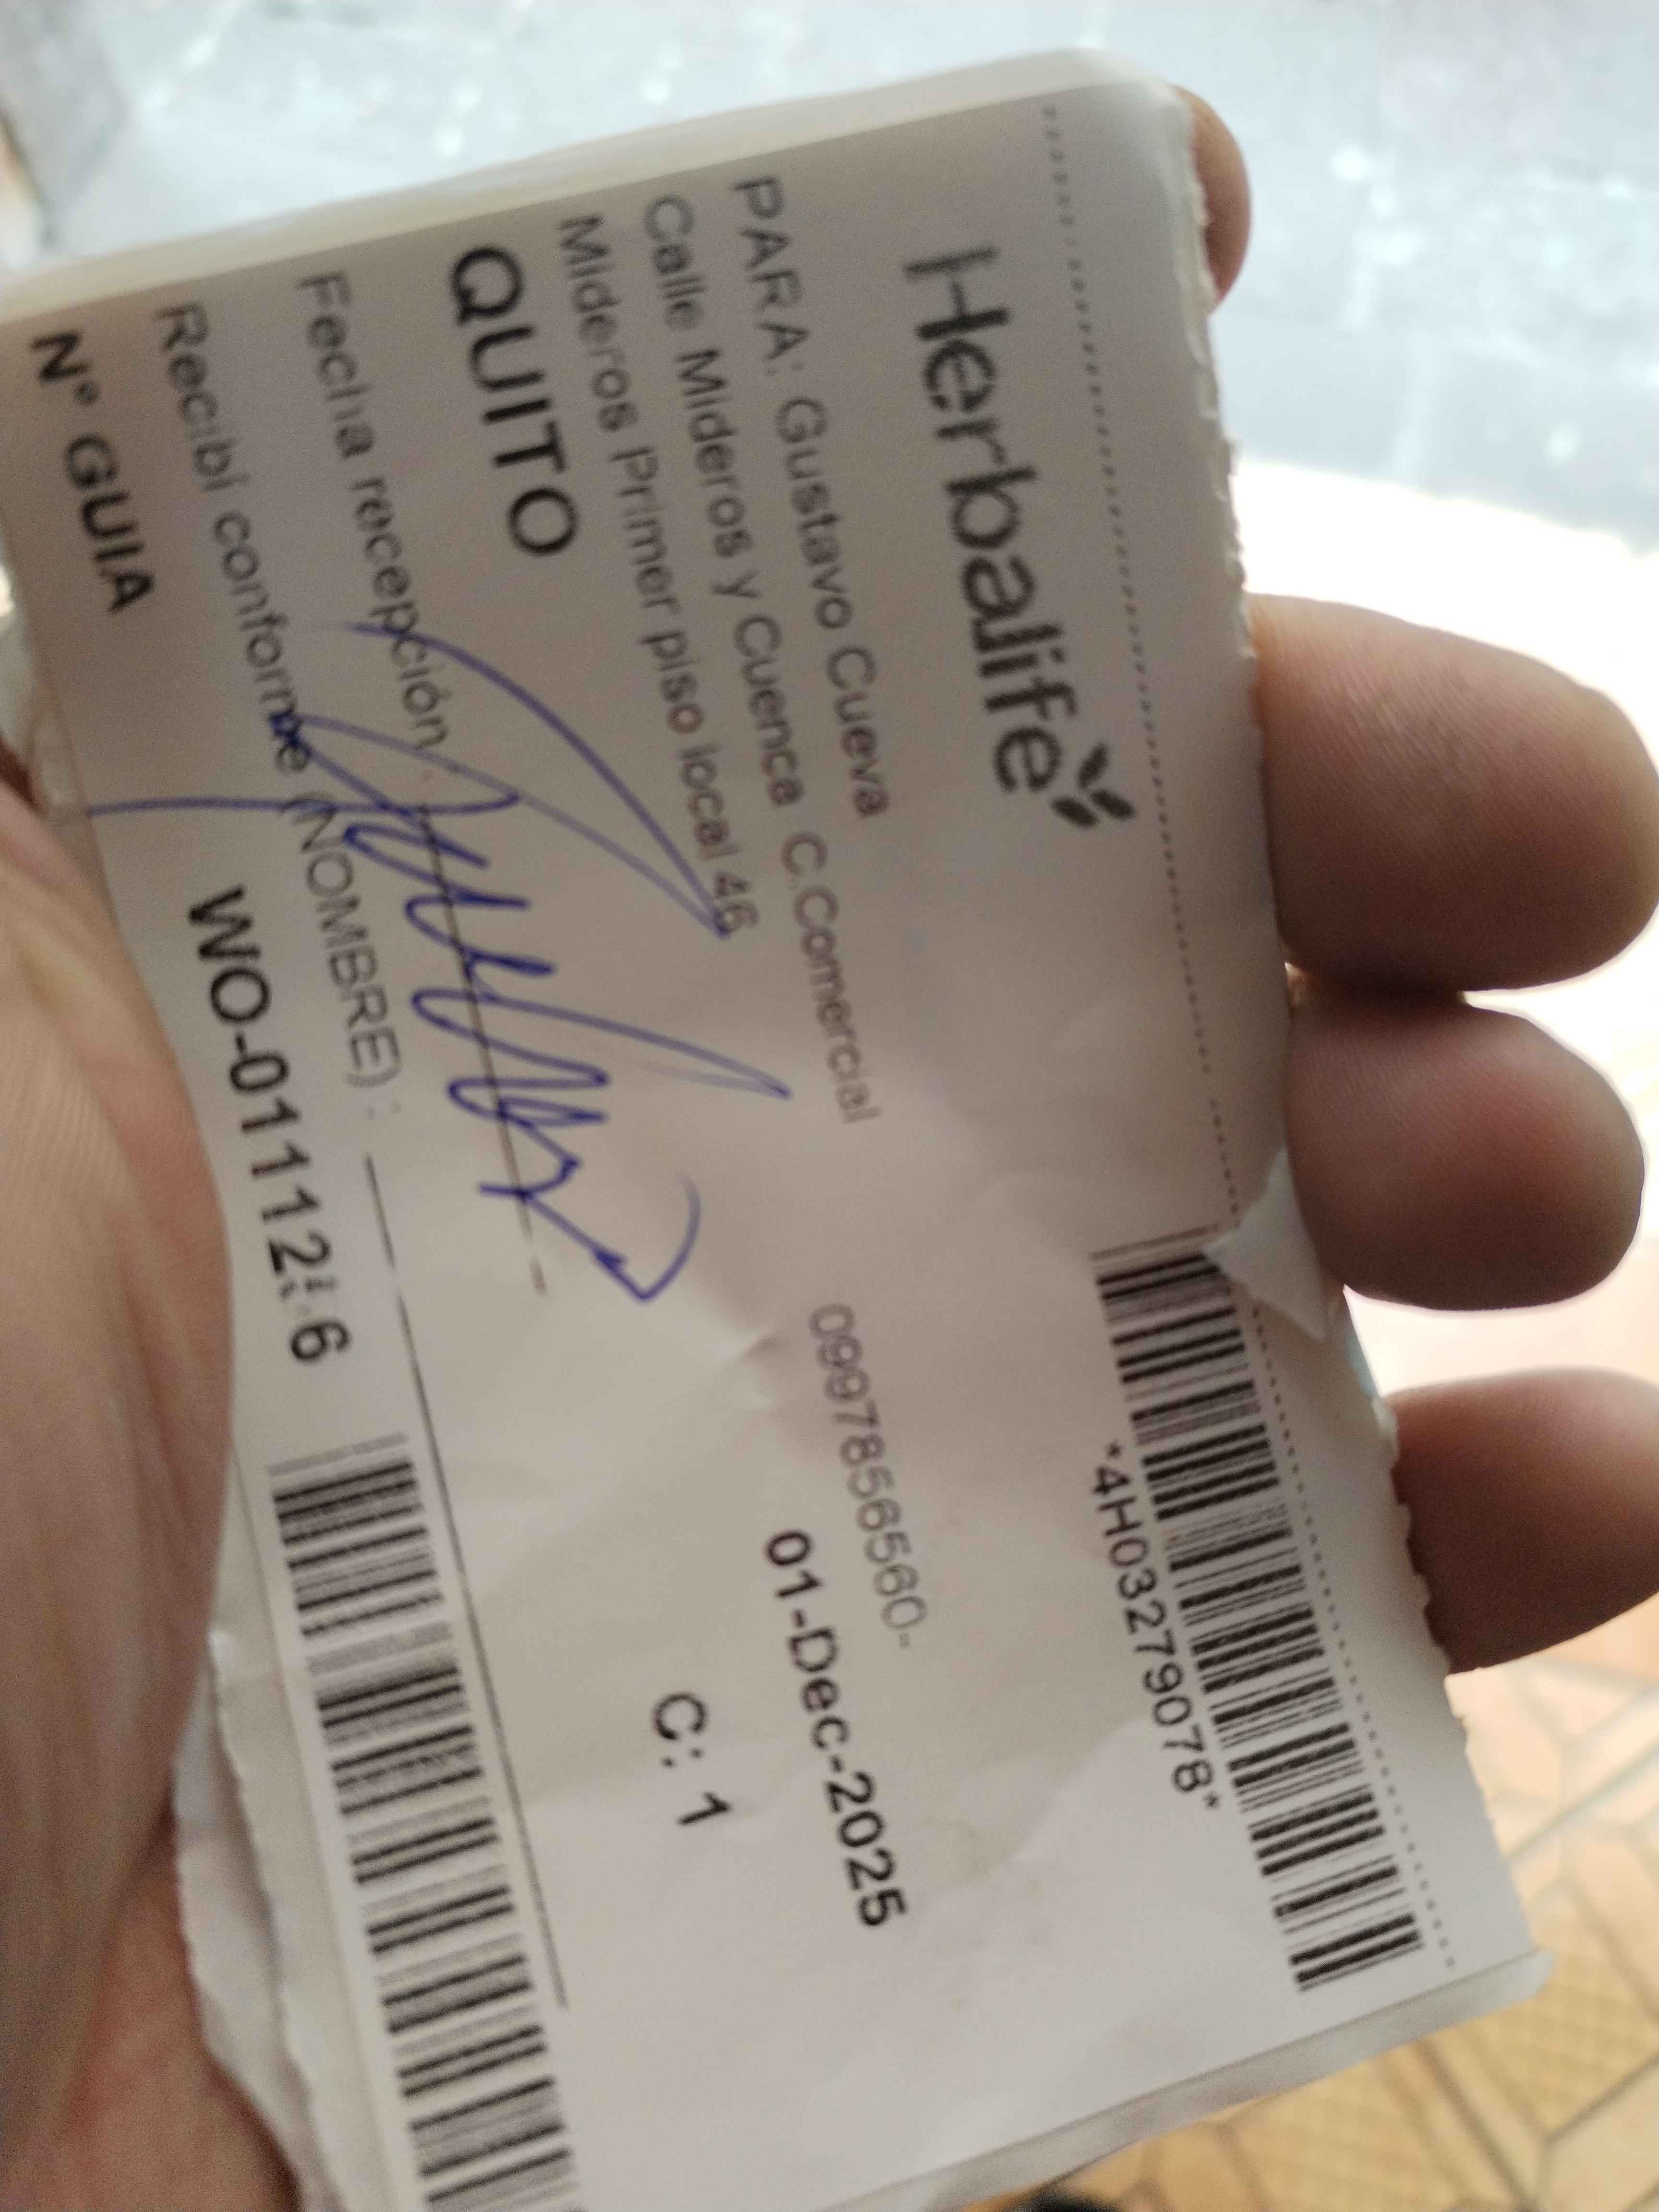 Herbalife
*4H03279078*
PARA: Gustavo Cueva
0997856560-
Calle Mideros y Cuenca C.Comercial
Mideros Primer piso local 46
01-Dec-2025
QUITO
C: 1
Fecha recepción :
Recibí conforme (NOMBRE) :
N° GUIA